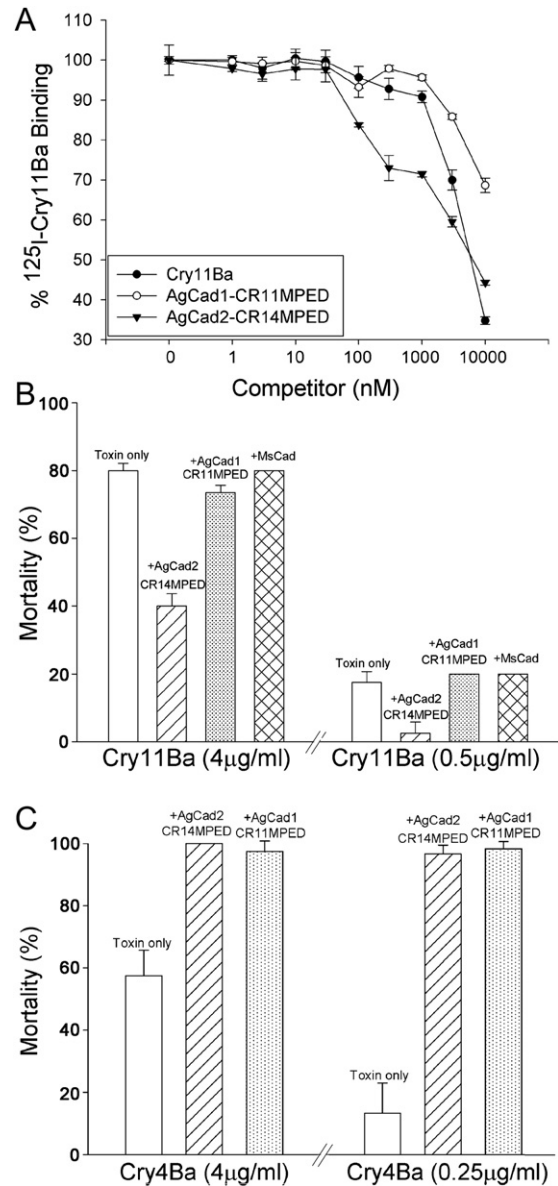 A
110
100
90
80
70
60
50
40
30
% 125I-Cry11Ba Binding
Cry11Ba
AgCad1-CR11MPED
AgCad2-CR14MPED
0 1 10 100 1000 10000
Competitor (nM)
B
100
80
60
40
20
0
Mortality (%)
Toxin only
+AgCad2
CR14MPED
+AgCad1
CR11MPED
+MsCad
Toxin only
+AgCad2
CR14MPED
+AgCad1
CR11MPED
+MsCad
Cry11Ba (4µg/ml) Cry11Ba (0.5µg/ml)
C
100
80
60
40
20
0
Mortality (%)
Toxin only
+AgCad2
CR14MPED
+AgCad1
CR11MPED
Toxin only
+AgCad2
CR14MPED
+AgCad1
CR11MPED
Cry4Ba (4µg/ml) Cry4Ba (0.25µg/ml)